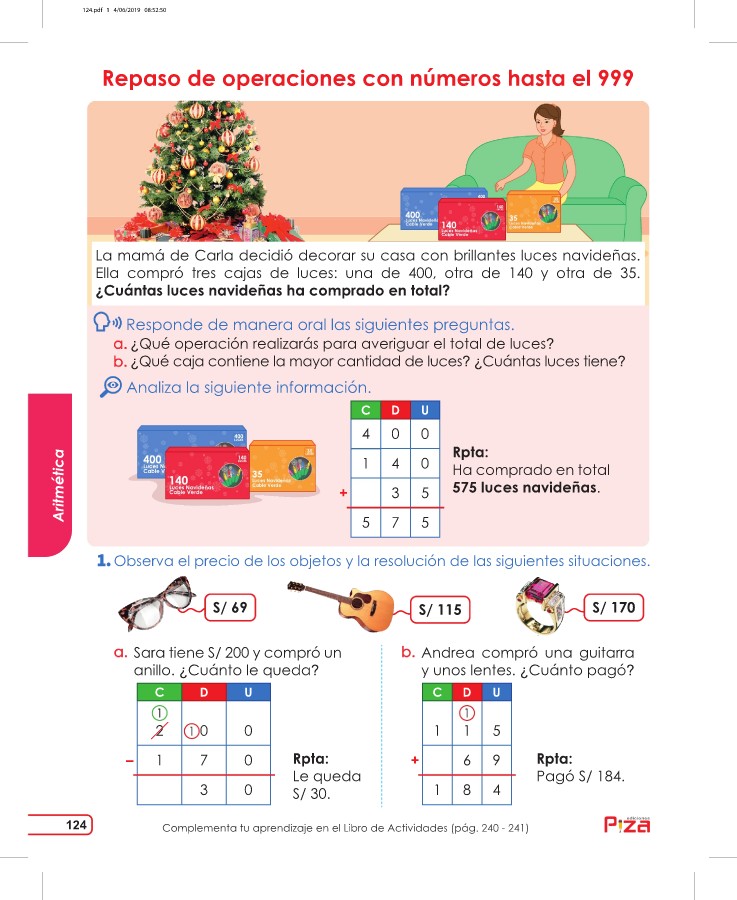 124.pdf 1 4/06/2019 08:52:50
Repaso de operaciones con números hasta el 999
400
400
Luces Navideñas
Cable Verde
140
140
Luces Navideñas
Cable Verde
35
Luces Navideñas
Cable Verde
La mamá de Carla decidió decorar su casa con brillantes luces navideñas.
Ella compró tres cajas de luces: una de 400, otra de 140 y otra de 35.
¿Cuántas luces navideñas ha comprado en total?
Responde de manera oral las siguientes preguntas.
a. ¿Qué operación realizarás para averiguar el total de luces?
b. ¿Qué caja contiene la mayor cantidad de luces? ¿Cuántas luces tiene?
Analiza la siguiente información.
400
400
Luces N
Cable V
140
140
Luces Navideñas
Cable Verde
35
Luces Navideñas
Cable Verde
C D U
4 0 0
1 4 0
+ 3 5
5 7 5
Rpta:
Ha comprado en total
575 luces navideñas.
Aritmética
1. Observa el precio de los objetos y la resolución de las siguientes situaciones.
S/ 69
S/ 115
S/ 170
a. Sara tiene S/ 200 y compró un
anillo. ¿Cuánto le queda?
C D U
1
2 10 0
- 1 7 0
3 0
Rpta:
Le queda
S/ 30.
b. Andrea compró una guitarra
y unos lentes. ¿Cuánto pagó?
C D U
1
1 1 5
+ 6 9
1 8 4
Rpta:
Pagó S/ 184.
124
Complementa tu aprendizaje en el Libro de Actividades (pág. 240 - 241)
ediciones
Piza